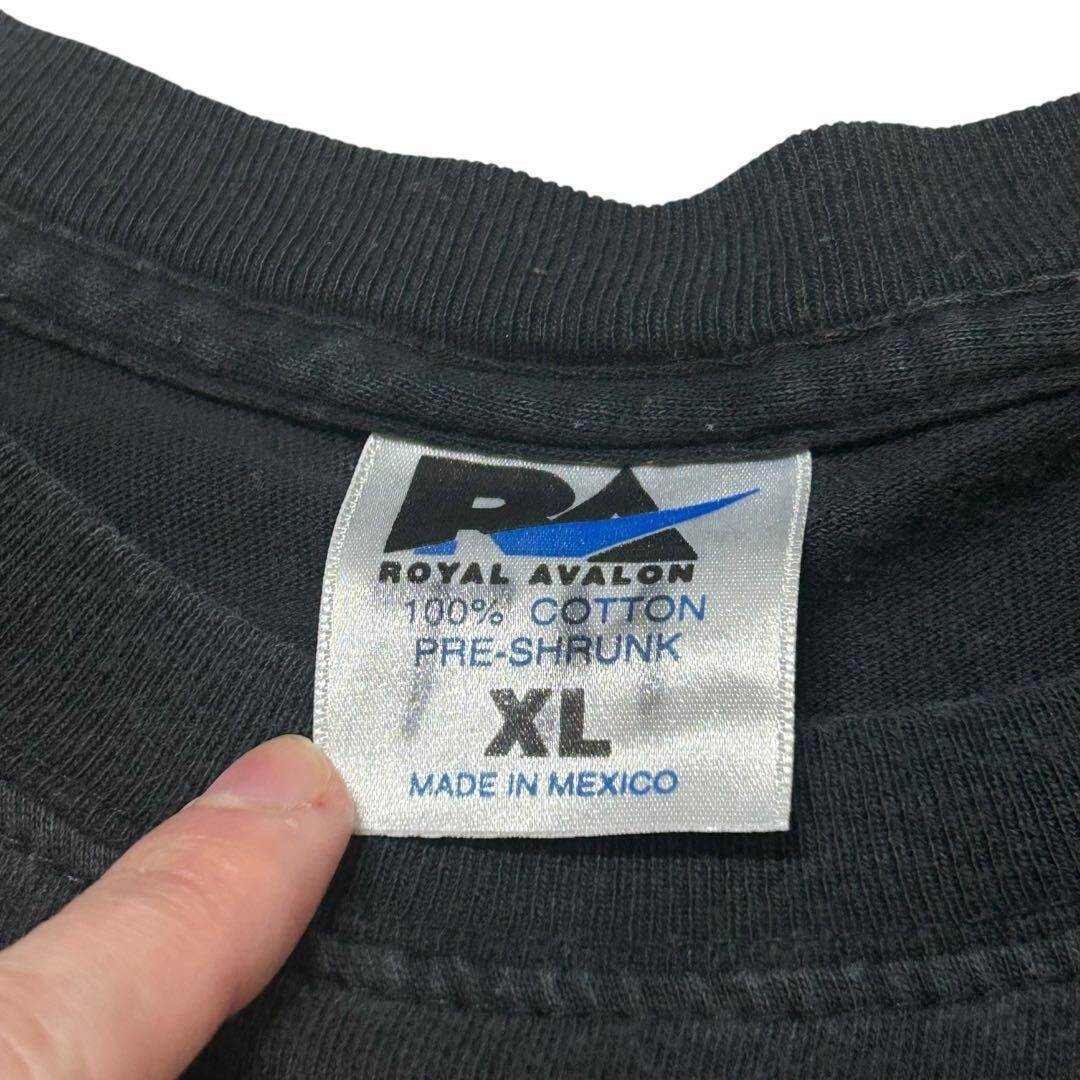 RA
ROYAL AVALON
100% COTTON
PRE-SHRUNK
XL
MADE IN MEXICO